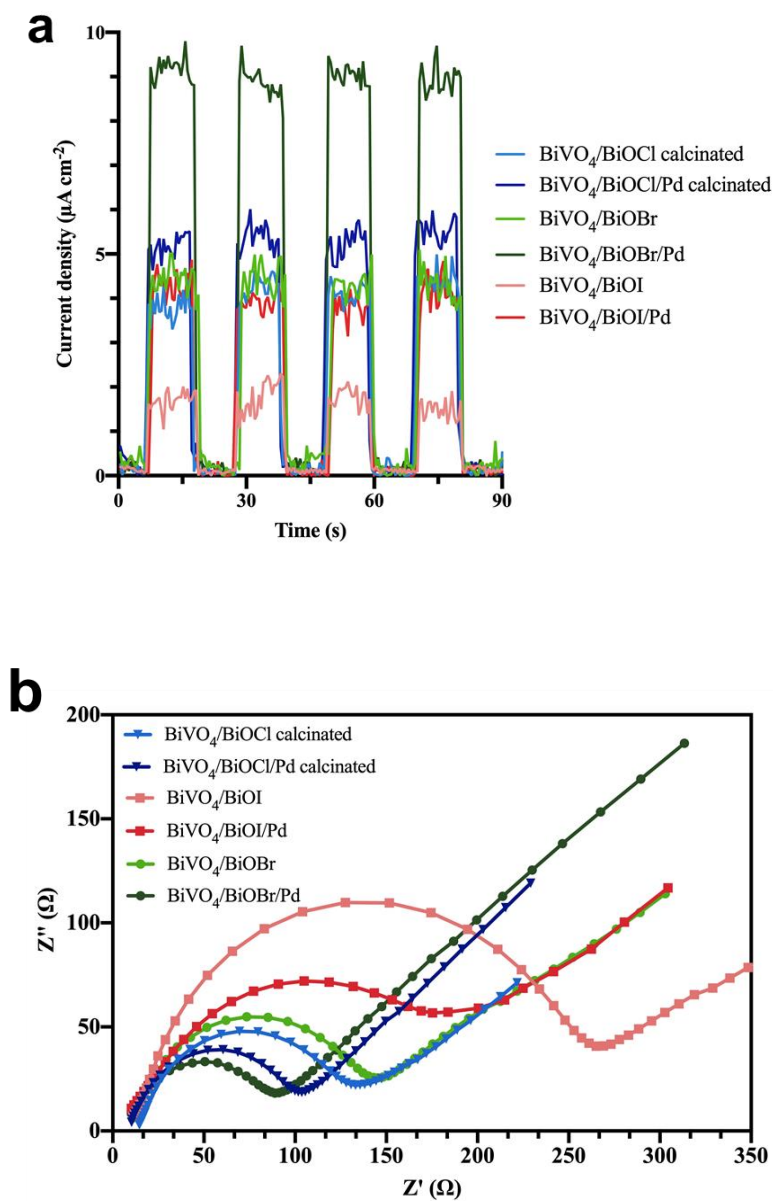 a
10
5
0
Current density (μA cm⁻²)
0 30 60 90
Time (s)
BiVO₄/BiOCl calcinated
BiVO₄/BiOCl/Pd calcinated
BiVO₄/BiOBr
BiVO₄/BiOBr/Pd
BiVO₄/BiOI
BiVO₄/BiOI/Pd
b
200
150
100
50
0
Z'' (Ω)
BiVO₄/BiOCl calcinated
BiVO₄/BiOCl/Pd calcinated
BiVO₄/BiOI
BiVO₄/BiOI/Pd
BiVO₄/BiOBr
BiVO₄/BiOBr/Pd
0 50 100 150 200 250 300 350
Z' (Ω)